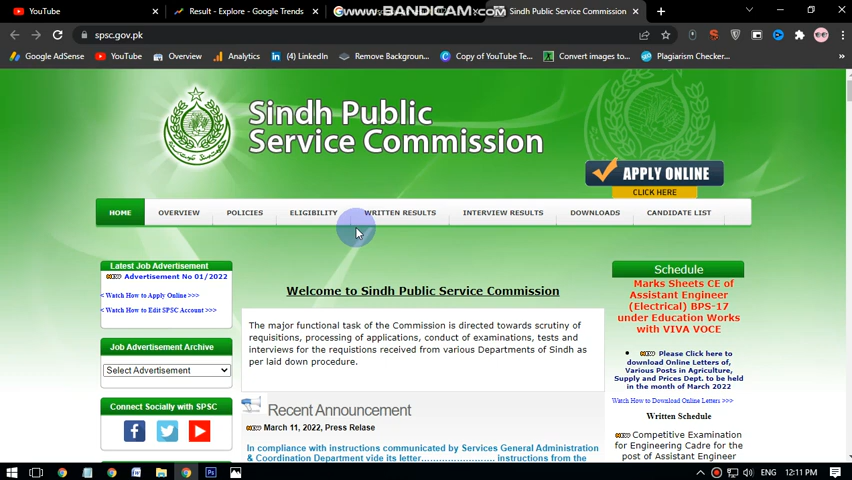 YouTube
Result - Explore - Google Trends
WWW.BANDICAM.COM
Sindh Public Service Commission
spsc.gov.pk
Google AdSense
YouTube
Overview
Analytics
(4) LinkedIn
Remove Backgroun...
Copy of YouTube Te...
Convert images to...
Plagiarism Checker...
Sindh Public
Service Commission
APPLY ONLINE
CLICK HERE
HOME
OVERVIEW
POLICIES
ELIGIBILITY
WRITTEN RESULTS
INTERVIEW RESULTS
DOWNLOADS
CANDIDATE LIST
Latest Job Advertisement
Advertisement No 01/2022
< Watch How to Apply Online >>>
< Watch How to Edit SPSC Account>>>
Job Advertisement Archive
Select Advertisement
Connect Socially with SPSC
Welcome to Sindh Public Service Commission
The major functional task of the Commission is directed towards scrutiny of
requisitions, processing of applications, conduct of examinations, tests and
interviews for the requistions received from various Departments of Sindh as
per laid down procedure.
Recent Announcement
March 11, 2022, Press Relase
In compliance with instructions communicated by Services General Administration
& Coordination Department vide its letter................... instructions from the
Schedule
Marks Sheets CE of
Assistant Engineer
(Electrical) BPS-17
under Education Works
with VIVA VOCE
Please Click here to
download Online Letters of,
Various Posts in Agriculture,
Supply and Prices Dept. to be held
in the month of March 2022
Watch How to Download Online Letters >>>
Written Schedule
Competitive Examination
for Engineering Cadre for the
post of Assistant Engineer
ENG
12:11 PM